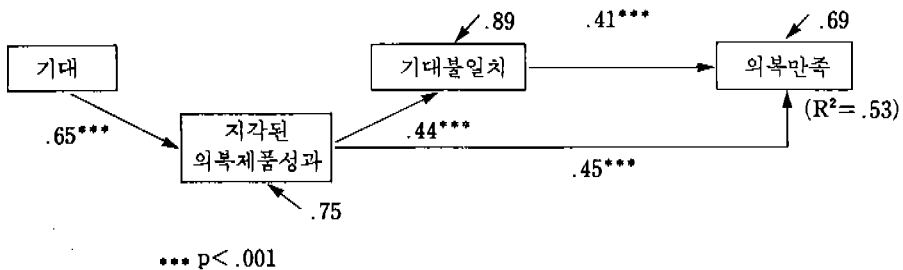 .89
.41***
.69
기대
기대불일치
의복만족
(R²= .53)
.65***
지각된
의복제품성과
.44***
.45***
.75
*** p< .001